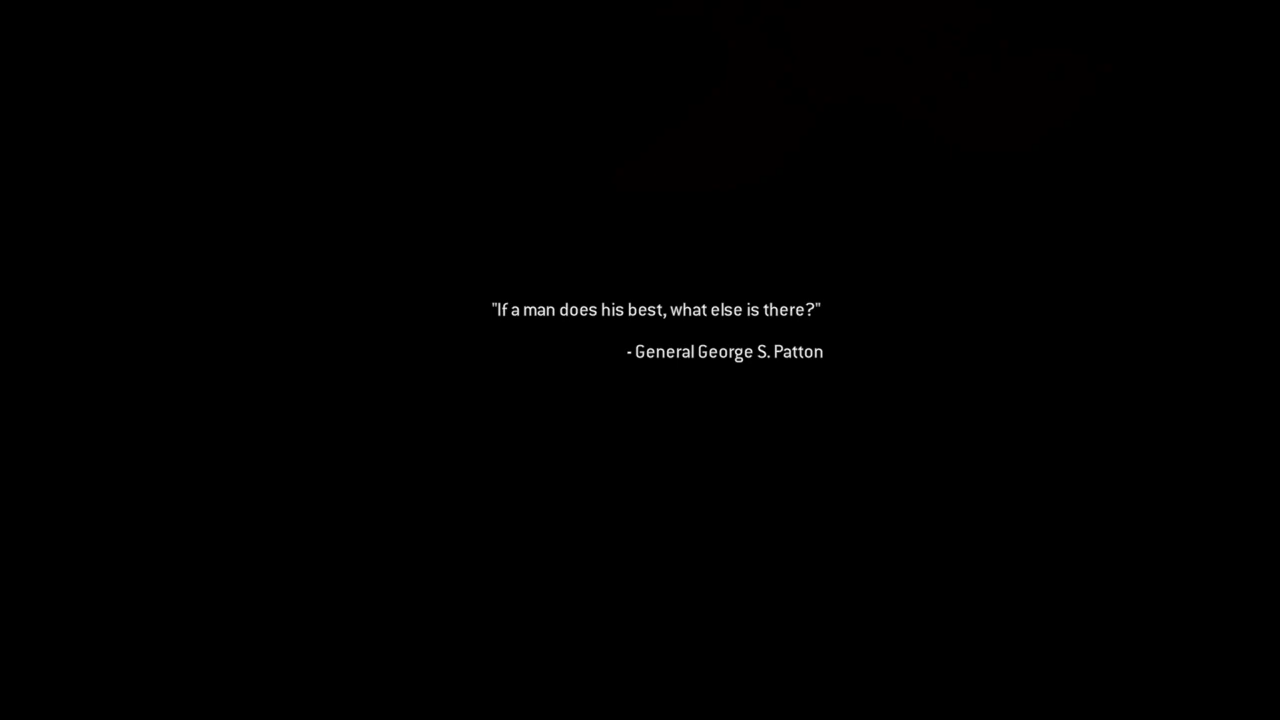 "If a man does his best, what else is there?"
- General George S. Patton